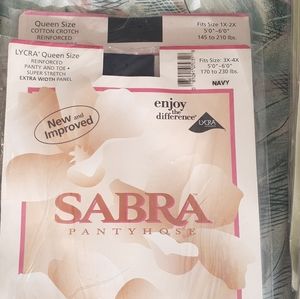 Queen Size
COTTON CROTCH
REINFORCED
Fits Size 1X-2X
5'0"-6'0"
145 to 210 lbs.
LYCRA® Queen Size
REINFORCED
PANTY AND TOE •
SUPER STRETCH
EXTRA WIDTH PANEL
Fits Size: 3X-4X
5'0"-6'0"
170 to 230 lbs.
NAVY
New and
Improved
enjoy
the
difference
LYCRA
SABRA
PANTYHOSE